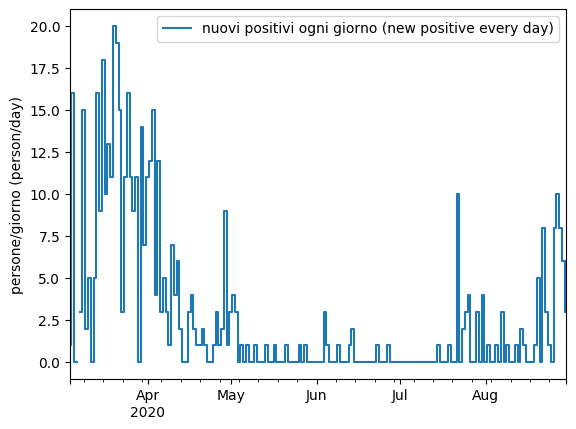 nuovi positivi ogni giorno (new positive every day)
persone/giorno (person/day)
20.0
17.5
15.0
12.5
10.0
7.5
5.0
2.5
0.0
Apr
2020
May
Jun
Jul
Aug